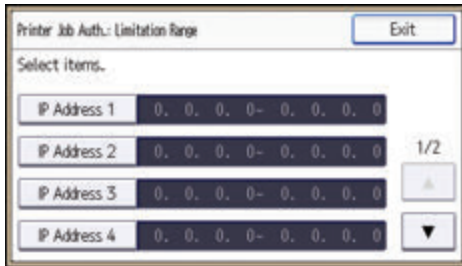 Printer Job Auth.: Limitation Range Exit
Select items.
IP Address 1 0. 0. 0. 0- 0. 0. 0. 0
IP Address 2 0. 0. 0. 0- 0. 0. 0. 0
1/2
IP Address 3 0. 0. 0. 0- 0. 0. 0. 0
IP Address 4 0. 0. 0. 0- 0. 0. 0. 0